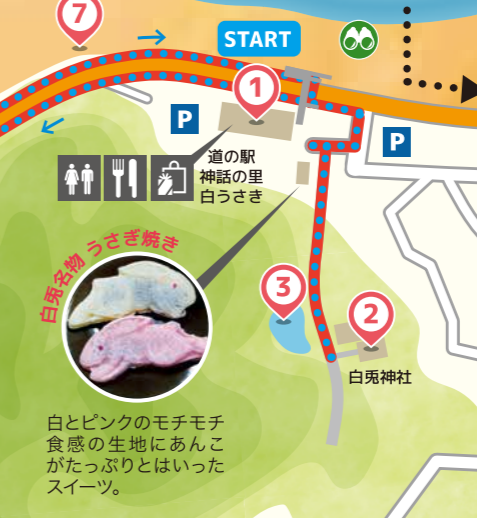 7
START
1
P
P
道の駅
神話の里
白うさぎ
白兎名物 うさぎ焼き
3
2
白兎神社
白とピンクのモチモチ
食感の生地にあんこ
がたっぷりとはいった
スイーツ。